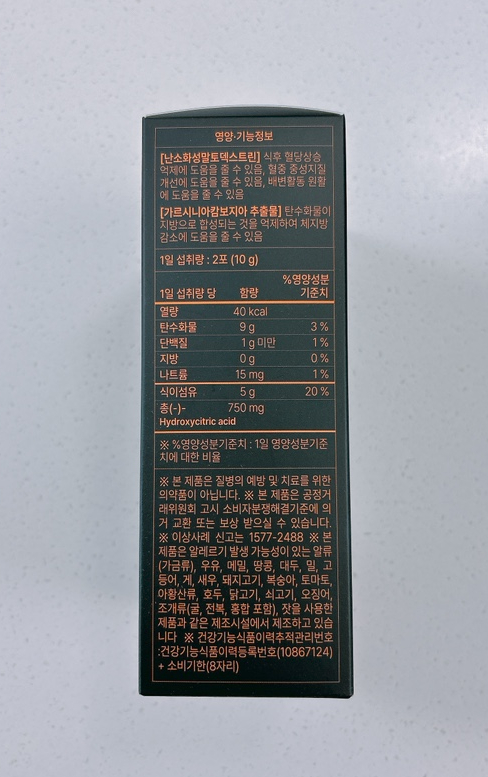 영양·기능정보
[난소화성말토덱스트린] 식후 혈당상승
억제에 도움을 줄 수 있음, 혈중 중성지질
개선에 도움을 줄 수 있음, 배변활동 원활
에 도움을 줄 수 있음
[가르시니아캄보지아 추출물] 탄수화물이
지방으로 합성되는 것을 억제하여 체지방
감소에 도움을 줄 수 있음
1일 섭취량 : 2포 (10 g)
1일 섭취량 당 함량 %영양성분 기준치
열량 40 kcal
탄수화물 9 g 3 %
단백질 1 g 미만 1 %
지방 0 g 0 %
나트륨 15 mg 1 %
식이섬유 5 g 20 %
총(-)- 750 mg
Hydroxycitric acid
※ %영양성분기준치 : 1일 영양성분기준
치에 대한 비율
※ 본 제품은 질병의 예방 및 치료를 위한
의약품이 아닙니다. ※ 본 제품은 공정거
래위원회 고시 소비자분쟁해결기준에 의
거 교환 또는 보상 받으실 수 있습니다.
※ 이상사례 신고는 1577-2488 ※ 본
제품은 알레르기 발생 가능성이 있는 알류
(가금류), 우유, 메밀, 땅콩, 대두, 밀, 고
등어, 게, 새우, 돼지고기, 복숭아, 토마토,
아황산류, 호두, 닭고기, 쇠고기, 오징어,
조개류(굴, 전복, 홍합 포함), 잣을 사용한
제품과 같은 제조시설에서 제조하고 있습
니다 ※ 건강기능식품이력추적관리번호
:건강기능식품이력등록번호(10867124)
+ 소비기한(8자리)